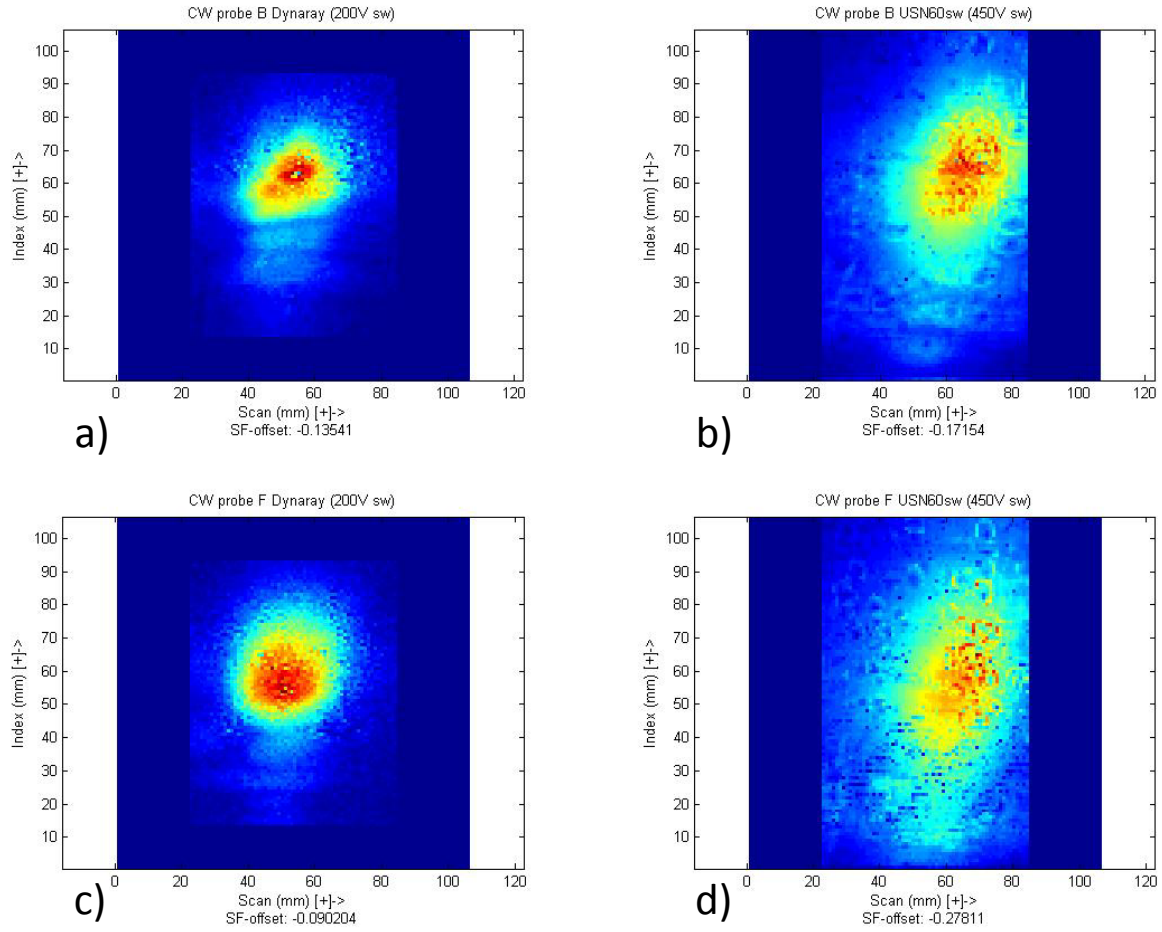 CW probe B Dynaray (200V sw)
100
90
80
70
60
50
40
30
20
10
Index (mm) [+]->
0 20 40 60 80 100 120
Scan (mm) [+]->
SF-offset: -0.13541
a)
CW probe B USN60sw (450V sw)
100
90
80
70
60
50
40
30
20
10
Index (mm) [+]->
0 20 40 60 80 100 120
Scan (mm) [+]->
SF-offset: -0.17154
b)
CW probe F Dynaray (200V sw)
100
90
80
70
60
50
40
30
20
10
Index (mm) [+]->
0 20 40 60 80 100 120
Scan (mm) [+]->
SF-offset: -0.090204
c)
CW probe F USN60sw (450V sw)
100
90
80
70
60
50
40
30
20
10
Index (mm) [+]->
0 20 40 60 80 100 120
Scan (mm) [+]->
SF-offset: -0.27811
d)